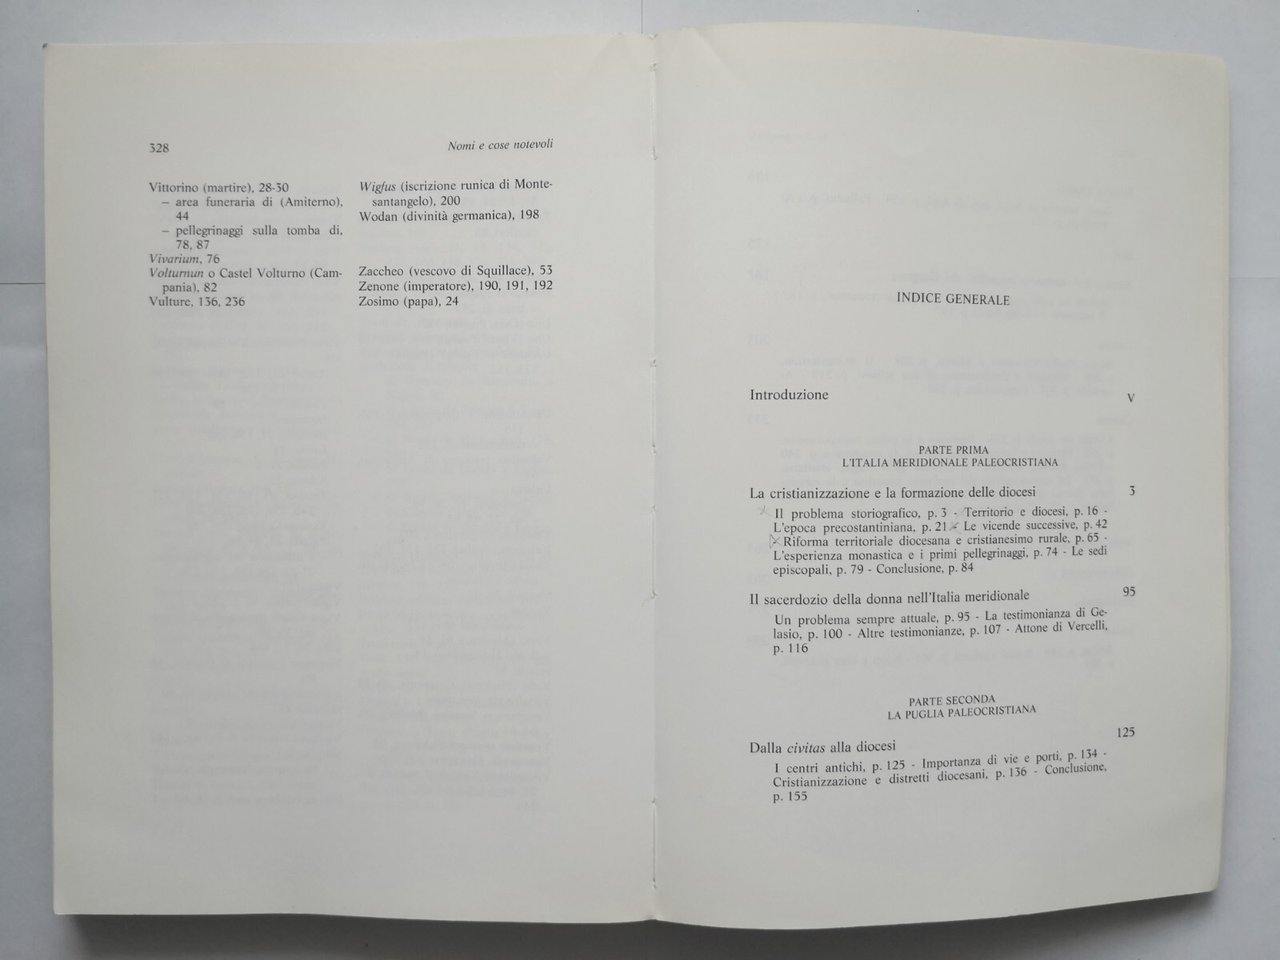 328
Nomi e cose notevoli
Vittorino (martire), 28-30
– area funeraria di (Amiterno),
44
– pellegrinaggi sulla tomba di,
78, 87
Vivarium, 76
Volturnun o Castel Volturno (Cam-
pania), 82
Vulture, 136, 236
Wigfus (iscrizione runica di Monte-
santangelo), 200
Wodan (divinità germanica), 198
Zaccheo (vescovo di Squillace), 53
Zenone (imperatore), 190, 191, 192
Zosimo (papa), 24
INDICE GENERALE
Introduzione V
PARTE PRIMA
L'ITALIA MERIDIONALE PALEOCRISTIANA
La cristianizzazione e la formazione delle diocesi 3
Il problema storiografico, p. 3 - Territorio e diocesi, p. 16 -
L'epoca precostantiniana, p. 21 - Le vicende successive, p. 42
- Riforma territoriale diocesana e cristianesimo rurale, p. 65 -
L'esperienza monastica e i primi pellegrinaggi, p. 74 - Le sedi
episcopali, p. 79 - Conclusione, p. 84
Il sacerdozio della donna nell'Italia meridionale 95
Un problema sempre attuale, p. 95 - La testimonianza di Ge-
lasio, p. 100 - Altre testimonianze, p. 107 - Attone di Vercelli,
p. 116
PARTE SECONDA
LA PUGLIA PALEOCRISTIANA
Dalla civitas alla diocesi 125
I centri antichi, p. 125 - Importanza di vie e porti, p. 134 -
Cristianizzazione e distretti diocesani, p. 136 - Conclusione,
p. 155